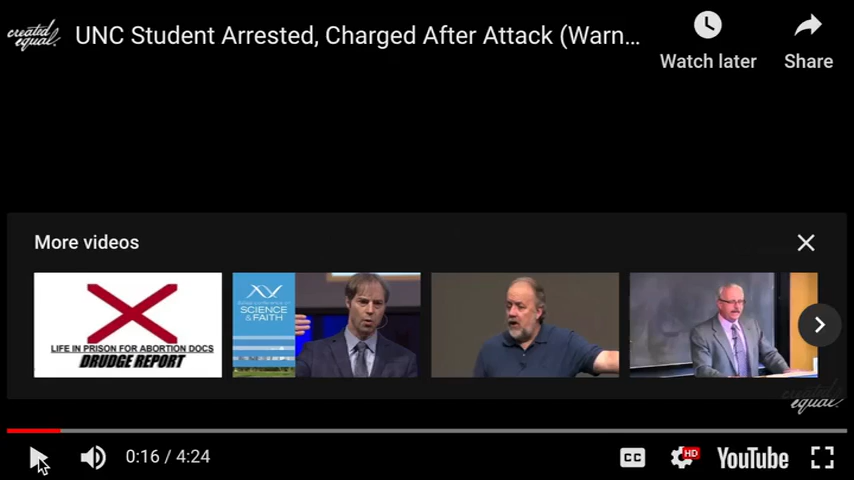 created equal.
UNC Student Arrested, Charged After Attack (Warn...
Watch later
Share
More videos
LIFE IN PRISON FOR ABORTION DOCS
DRUDGE REPORT
SCIENCE
& FAITH
created equal.
0:16 / 4:24
CC
HD
YouTube